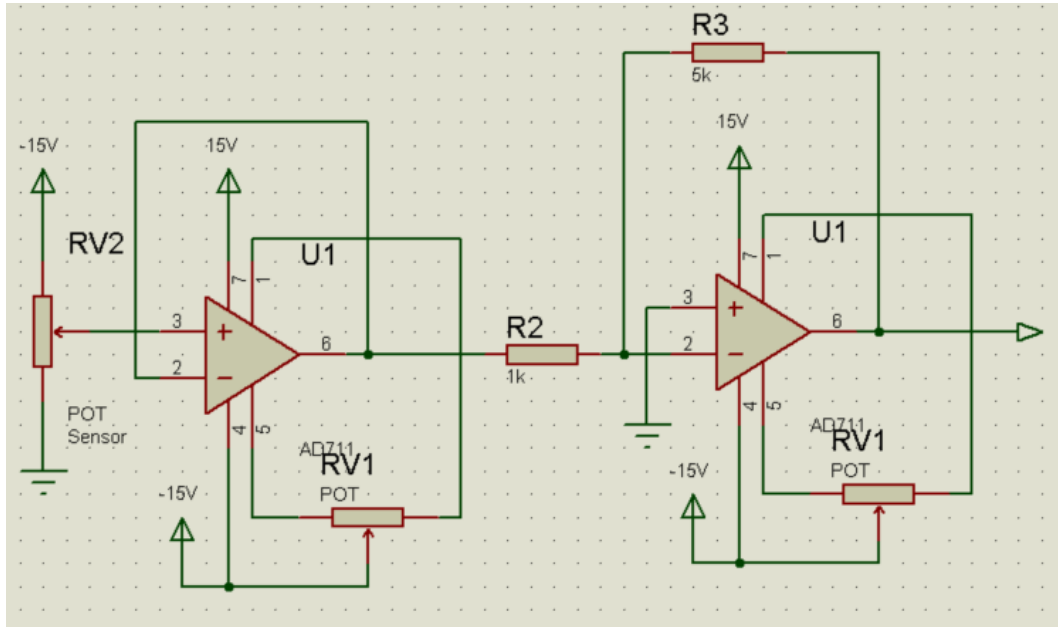 R3
5k
-15V
15V
15V
RV2
7
1
U1
7
1
U1
3
+
6
R2
3
+
6
2
−
1k
2
−
POT
Sensor
4
5
AD711
RV1
POT
-15V
4
5
AD711
RV1
POT
-15V